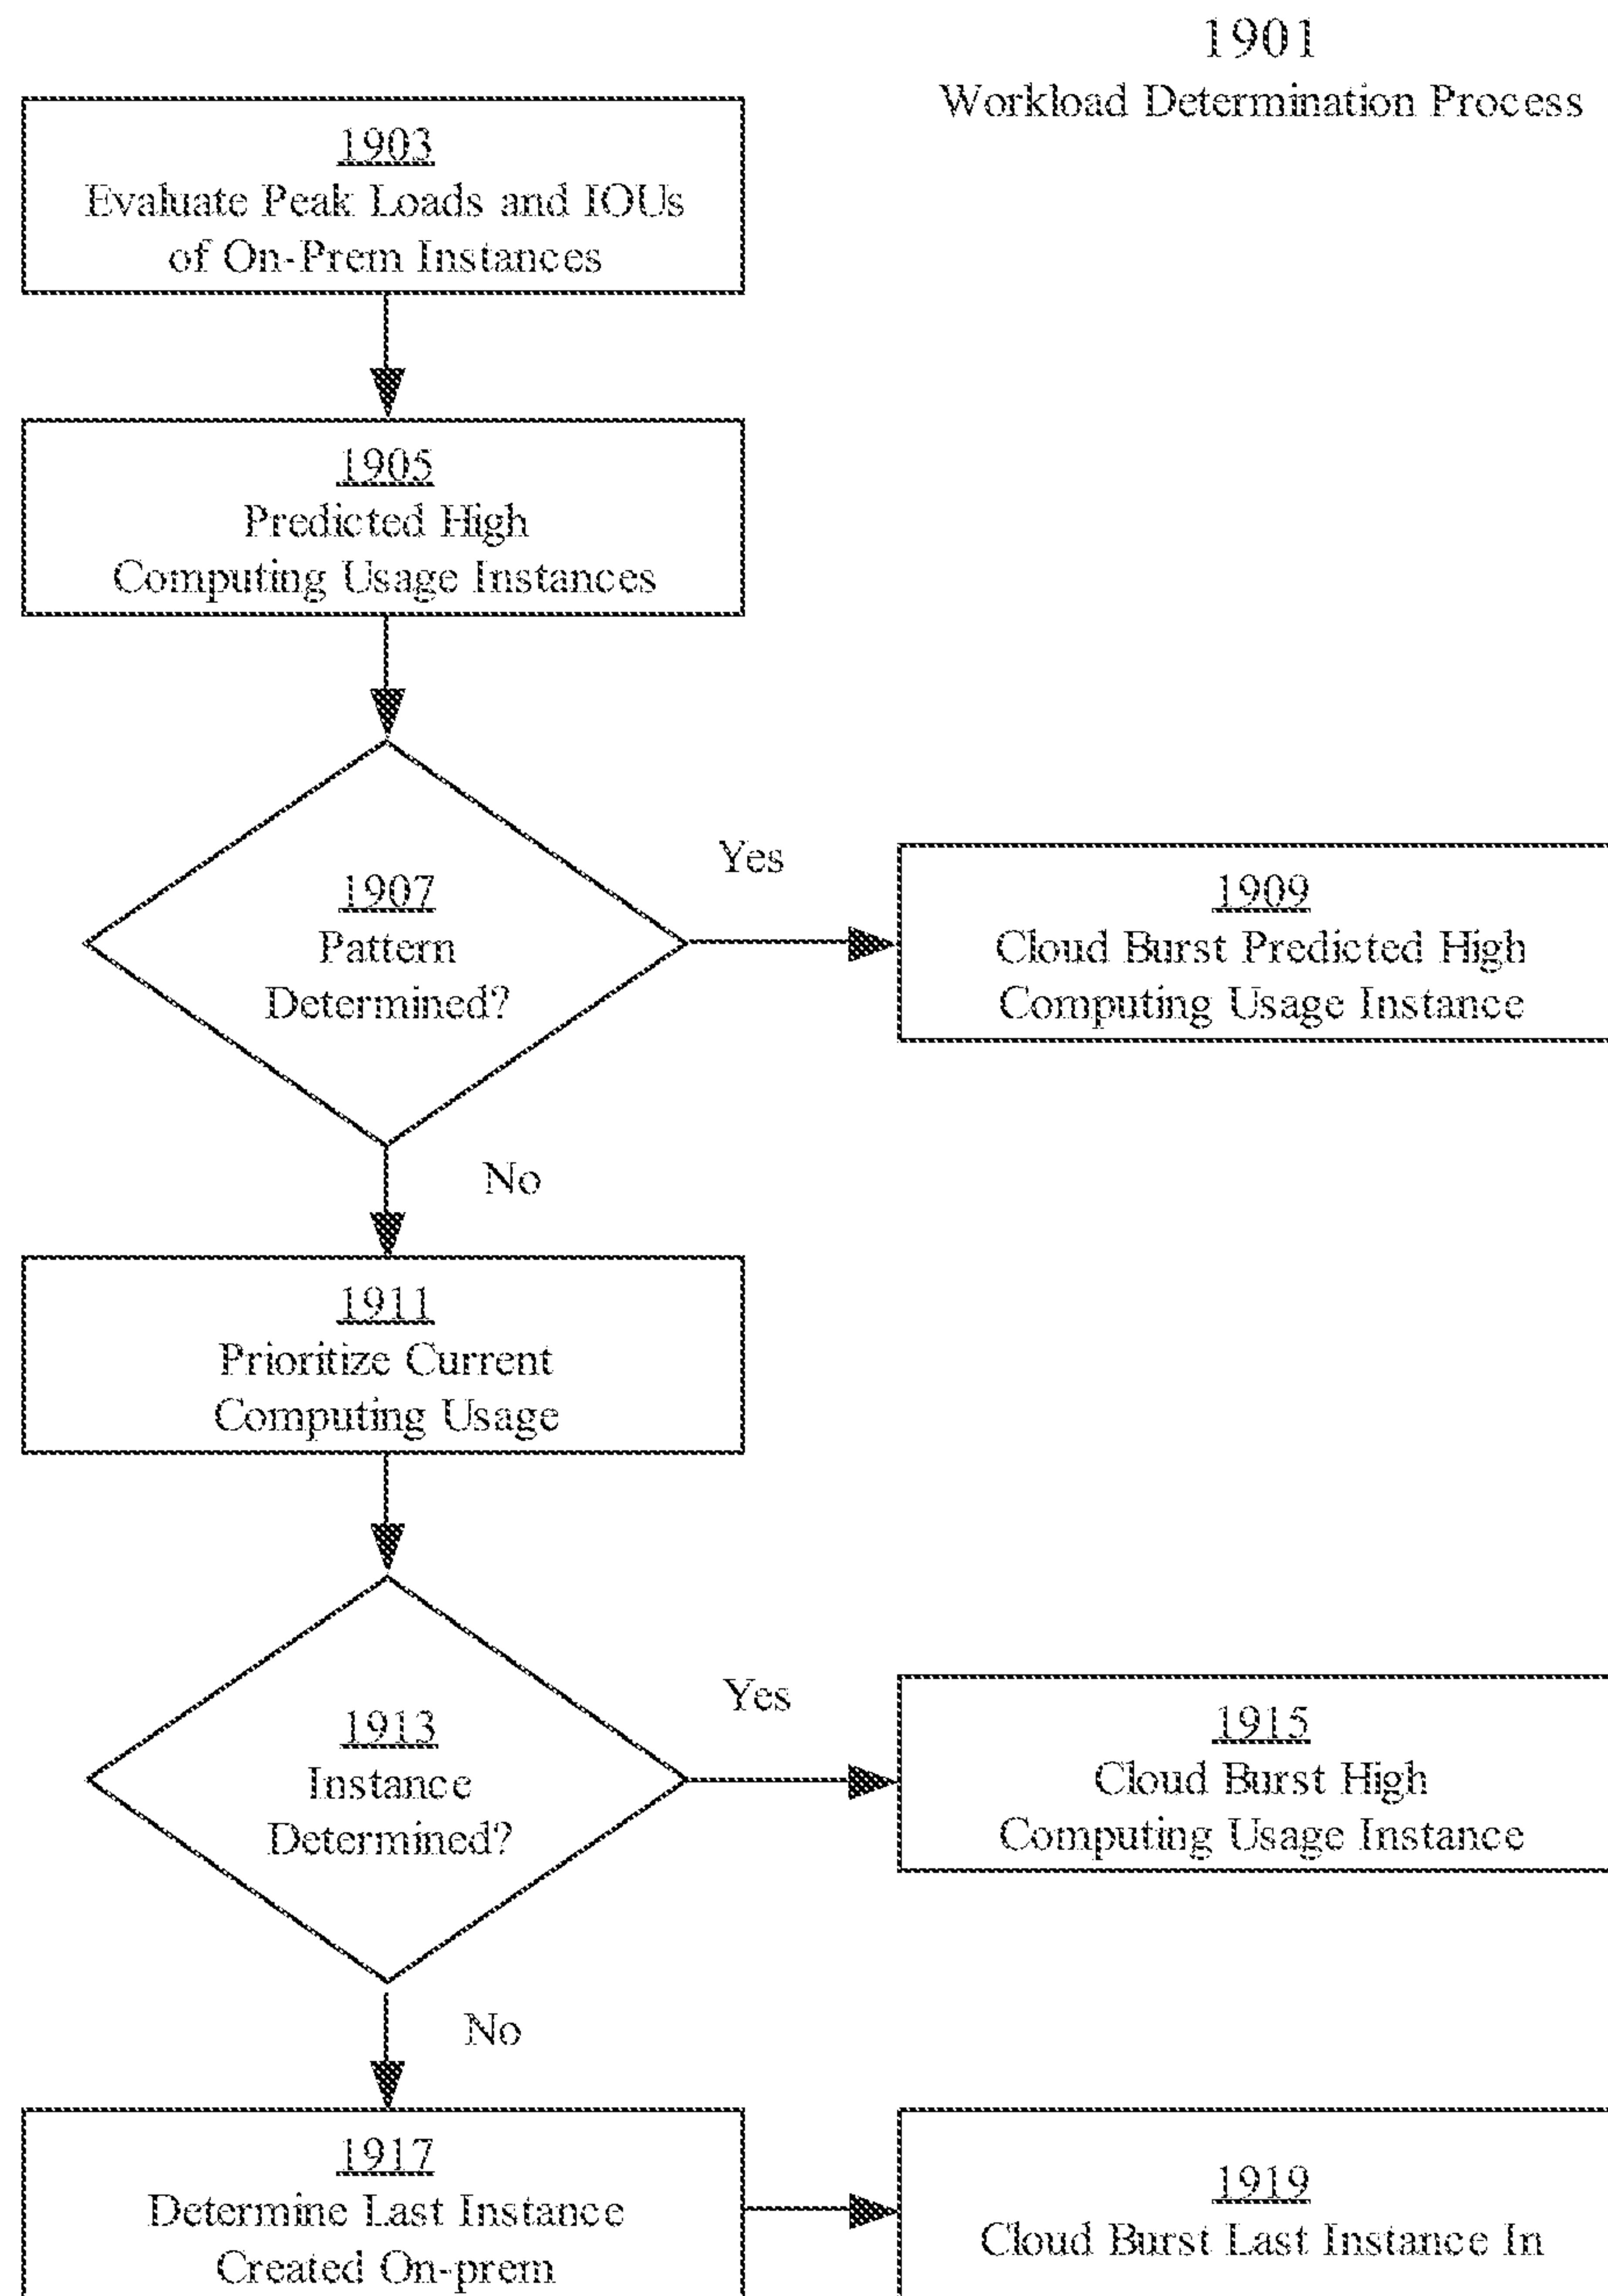 1901
Workload Determination Process
1903
Evaluate Peak Loads and IOUs
of On-Prem Instances
1905
Predicted High
Computing Usage Instances
1907
Pattern
Determined?
Yes
1909
Cloud Burst Predicted High
Computing Usage Instance
No
1911
Prioritize Current
Computing Usage
1913
Instance
Determined?
Yes
1915
Cloud Burst High
Computing Usage Instance
No
1917
Determine Last Instance
Created On-prem
1919
Cloud Burst Last Instance In